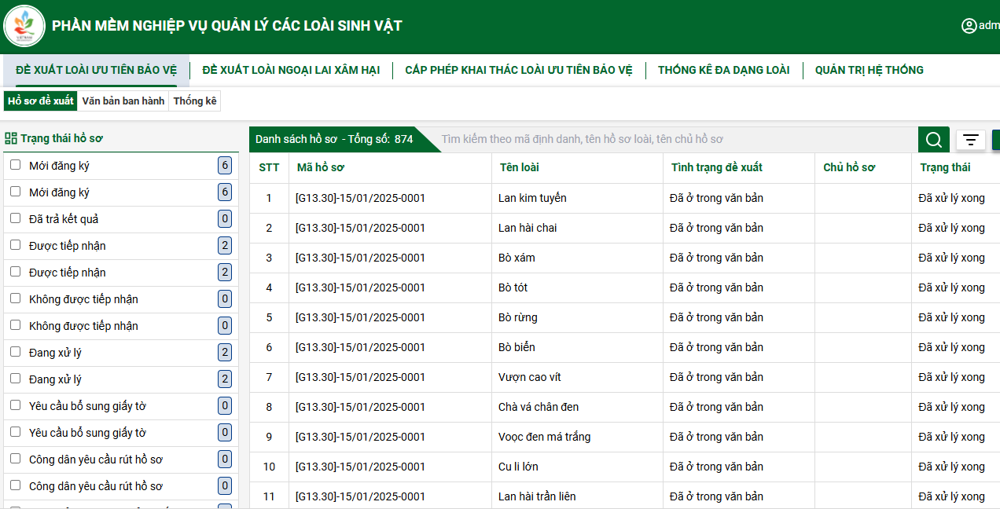 PHẦN MỀM NGHIỆP VỤ QUẢN LÝ CÁC LOÀI SINH VẬT
adm
ĐỀ XUẤT LOÀI ƯU TIÊN BẢO VỆ
ĐỀ XUẤT LOÀI NGOẠI LAI XÂM HẠI
CẤP PHÉP KHAI THÁC LOÀI ƯU TIÊN BẢO VỆ
THỐNG KÊ ĐA DẠNG LOÀI
QUẢN TRỊ HỆ THỐNG
Hồ sơ đề xuất
Văn bản ban hành
Thống kê
Trạng thái hồ sơ
Mới đăng ký 6
Mới đăng ký 6
Đã trả kết quả 0
Được tiếp nhận 2
Được tiếp nhận 2
Không được tiếp nhận 0
Không được tiếp nhận 0
Đang xử lý 2
Đang xử lý 2
Yêu cầu bổ sung giấy tờ 0
Yêu cầu bổ sung giấy tờ 0
Công dân yêu cầu rút hồ sơ 0
Công dân yêu cầu rút hồ sơ 0
Danh sách hồ sơ - Tổng số: 874
Tìm kiếm theo mã định danh, tên hồ sơ loài, tên chủ hồ sơ
STT Mã hồ sơ Tên loài Tình trạng đề xuất Chủ hồ sơ Trạng thái
1 [G13.30]-15/01/2025-0001 Lan kim tuyến Đã ở trong văn bản Đã xử lý xong
2 [G13.30]-15/01/2025-0001 Lan hài chai Đã ở trong văn bản Đã xử lý xong
3 [G13.30]-15/01/2025-0001 Bò xám Đã ở trong văn bản Đã xử lý xong
4 [G13.30]-15/01/2025-0001 Bò tót Đã ở trong văn bản Đã xử lý xong
5 [G13.30]-15/01/2025-0001 Bò rừng Đã ở trong văn bản Đã xử lý xong
6 [G13.30]-15/01/2025-0001 Bò biển Đã ở trong văn bản Đã xử lý xong
7 [G13.30]-15/01/2025-0001 Vượn cao vít Đã ở trong văn bản Đã xử lý xong
8 [G13.30]-15/01/2025-0001 Chà vá chân đen Đã ở trong văn bản Đã xử lý xong
9 [G13.30]-15/01/2025-0001 Voọc đen má trắng Đã ở trong văn bản Đã xử lý xong
10 [G13.30]-15/01/2025-0001 Cu li lớn Đã ở trong văn bản Đã xử lý xong
11 [G13.30]-15/01/2025-0001 Lan hài trần liên Đã ở trong văn bản Đã xử lý xong